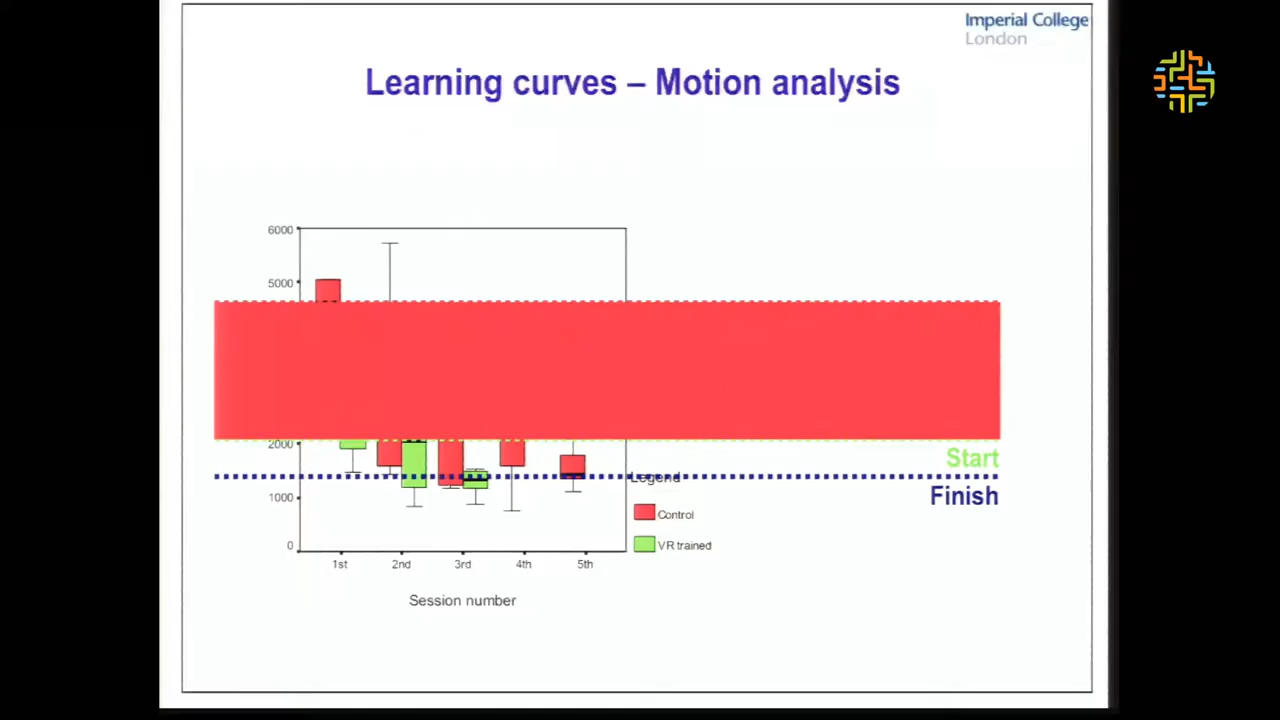 Imperial College
London
Learning curves – Motion analysis
6000
5000
2000
1000
0
1st 2nd 3rd 4th 5th
Session number
Start
Legend
Finish
Control
VR trained